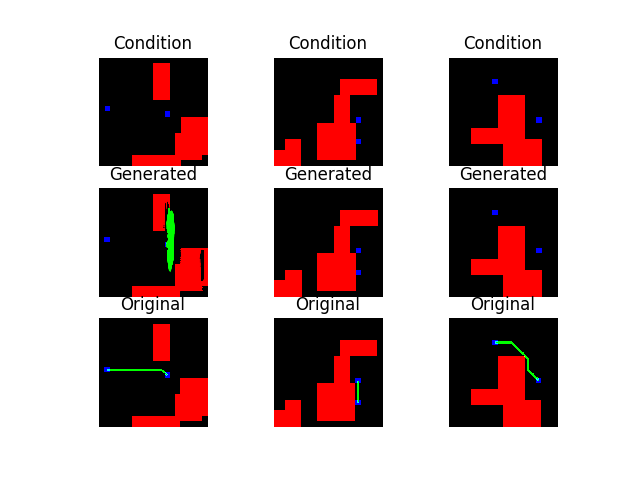 Condition Condition Condition
Generated Generated Generated
Original Original Original